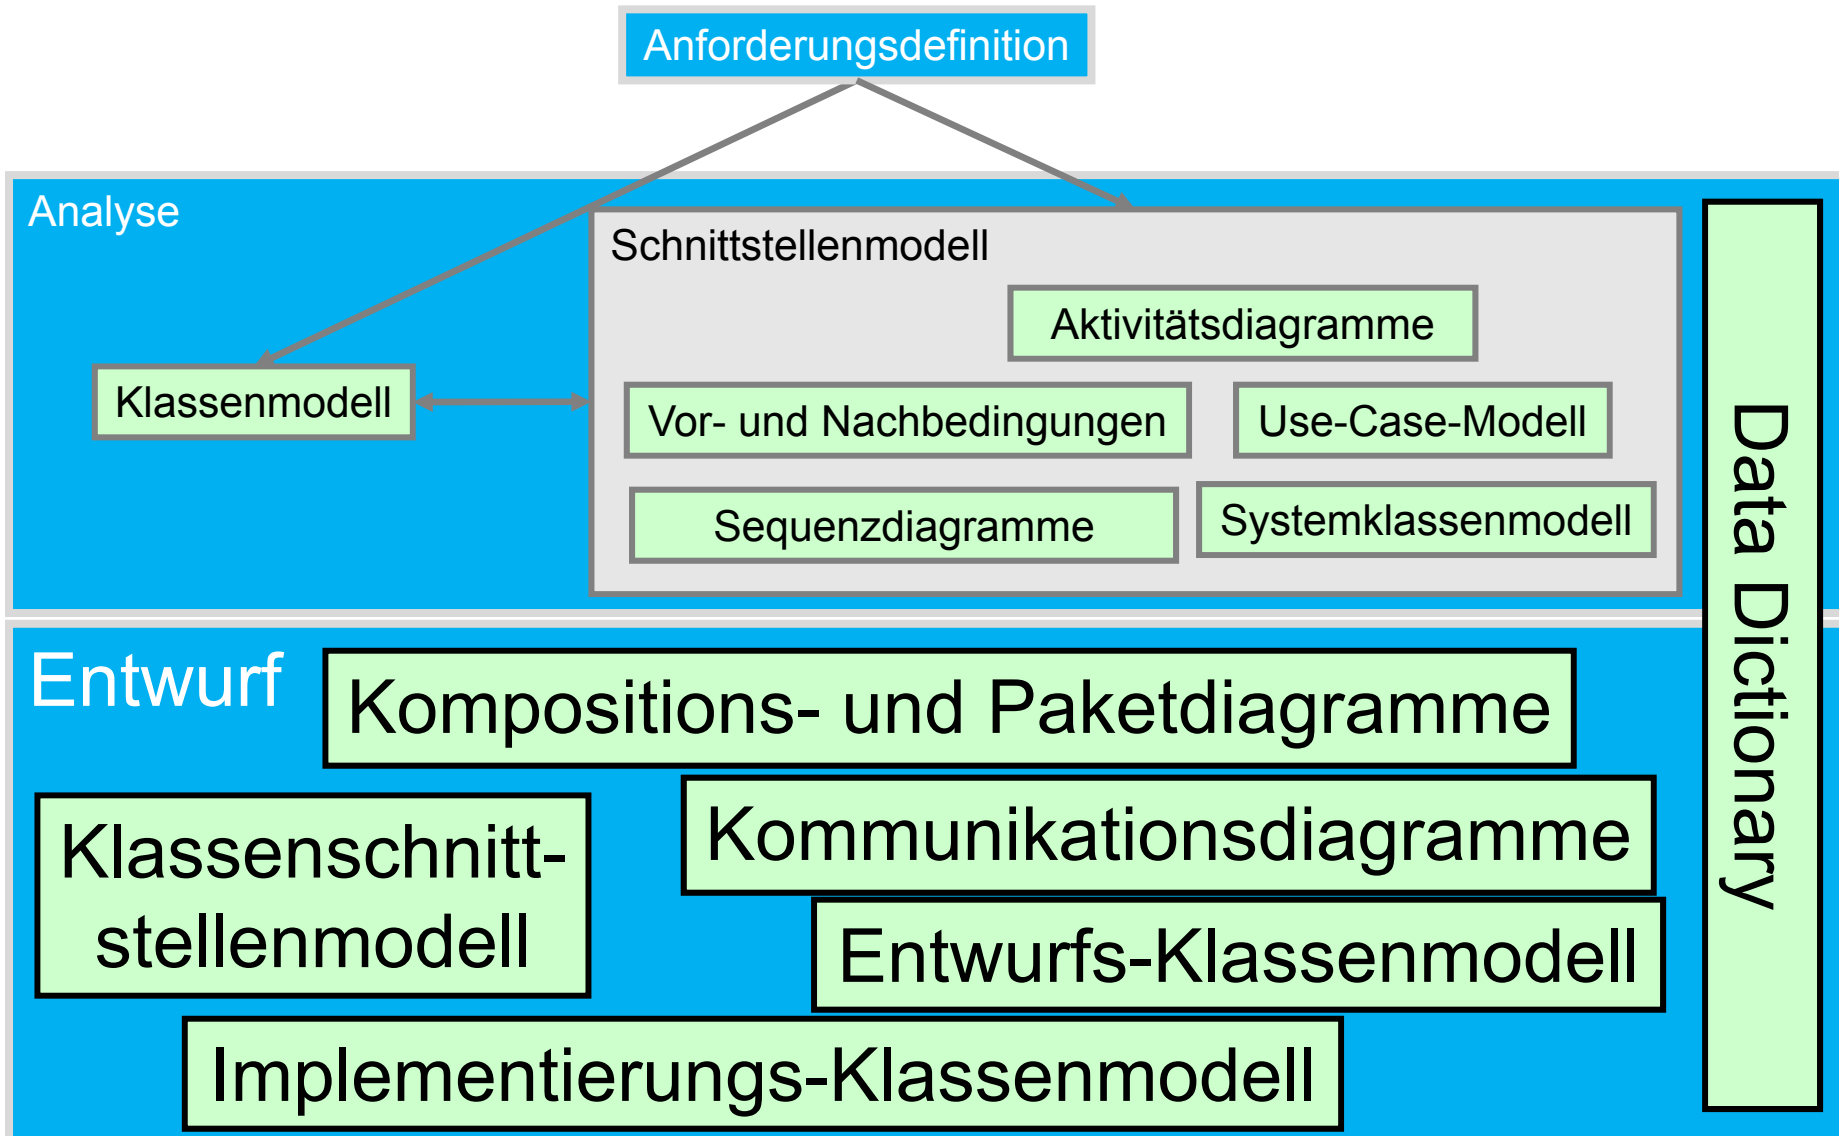 Anforderungsdefinition
Analyse
Schnittstellenmodell
Aktivitätsdiagramme
Klassenmodell
Vor- und Nachbedingungen
Use-Case-Modell
Sequenzdiagramme
Systemklassenmodell
Data Dictionary
Entwurf
Kompositions- und Paketdiagramme
Klassenschnitt-
stellenmodell
Kommunikationsdiagramme
Entwurfs-Klassenmodell
Implementierungs-Klassenmodell